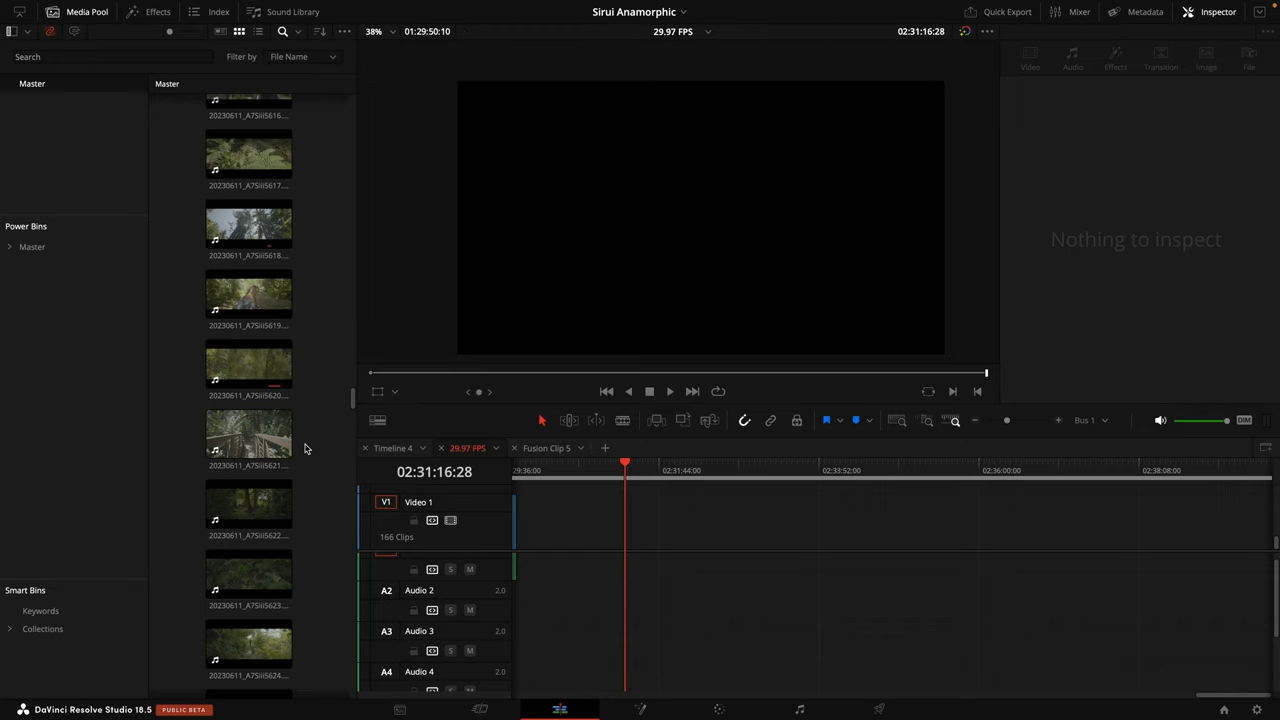 Media Pool Effects Index Sound Library Sirui Anamorphic Quick Export Mixer Metadata Inspector
38% 01:29:50:10 29.97 FPS 02:31:16:28
Search Filter by File Name
Video Audio Effects Transition Image File
Master Master
20230611_A7Siii5616....
20230611_A7Siii5617....
Power Bins
Master
20230611_A7Siii5618....
Nothing to inspect
20230611_A7Siii5619....
20230611_A7Siii5620....
Bus 1 DIM
Timeline 4 29.97 FPS Fusion Clip 5
20230611_A7Siii5621....
02:31:16:28 29:36:00 02:31:44:00 02:33:52:00 02:36:00:00 02:38:08:00
V1 Video 1
20230611_A7Siii5622....
166 Clips
S M
Smart Bins
A2 Audio 2 2.0
20230611_A7Siii5623....
Keywords
S M
Collections
A3 Audio 3 2.0
S M
A4 Audio 4 2.0
20230611_A7Siii5624....
DaVinci Resolve Studio 18.5 PUBLIC BETA